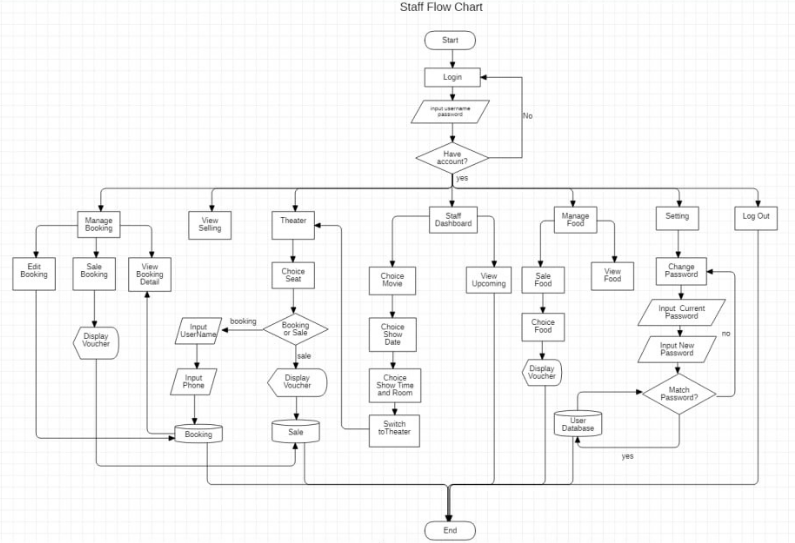 Staff Flow Chart
Start
Login
input username
password
No
Have
account?
yes
Manage
Booking
View
Selling
Theater
Staff
Dashboard
Manage
Food
Setting
Log Out
Edit
Booking
Sale
Booking
View
Booking
Detail
Choice
Seat
Choice
Movie
View
Upcoming
Sale
Food
View
Food
Change
Password
Input Current
Password
Display
Voucher
Input
UserName
booking
Booking
or Sale
sale
Choice
Show
Date
Choice
Food
Input New
Password
no
Input
Phone
Display
Voucher
Choice
Show Time
and Room
Display
Voucher
Match
Password?
Booking
Sale
Switch
toTheater
User
Database
yes
End